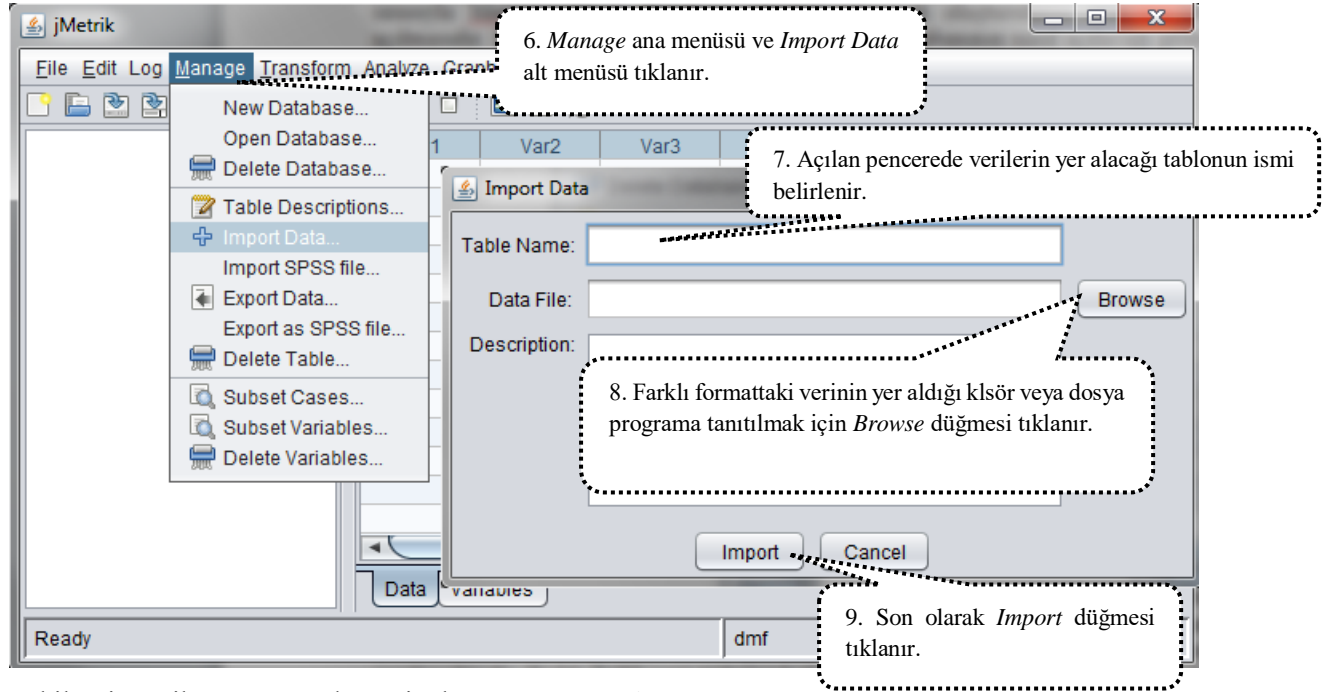 jMetrik
6. Manage ana menüsü ve Import Data
alt menüsü tıklanır.
File Edit Log Manage Transform Analyze Graph
New Database...
Open Database...
Delete Database...
Table Descriptions...
Import Data...
Import SPSS file...
Export Data...
Export as SPSS file...
Delete Table...
Subset Cases...
Subset Variables...
Delete Variables...
1 Var2 Var3
7. Açılan pencerede verilerin yer alacağı tablonun ismi
belirlenir.
Import Data
Table Name:
Data File:
Browse
Description:
8. Farklı formattaki verinin yer aldığı klsör veya dosya
programa tanıtılmak için Browse düğmesi tıklanır.
Import Cancel
9. Son olarak Import düğmesi
tıklanır.
Data Variables
Ready dmf